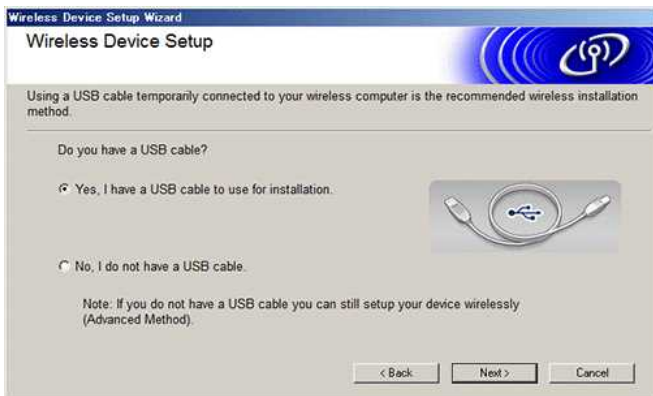 Wireless Device Setup Wizard
Wireless Device Setup
Using a USB cable temporarily connected to your wireless computer is the recommended wireless installation
method.
Do you have a USB cable?
Yes, I have a USB cable to use for installation.
No, I do not have a USB cable.
Note: If you do not have a USB cable you can still setup your device wirelessly
(Advanced Method).
< Back
Next >
Cancel